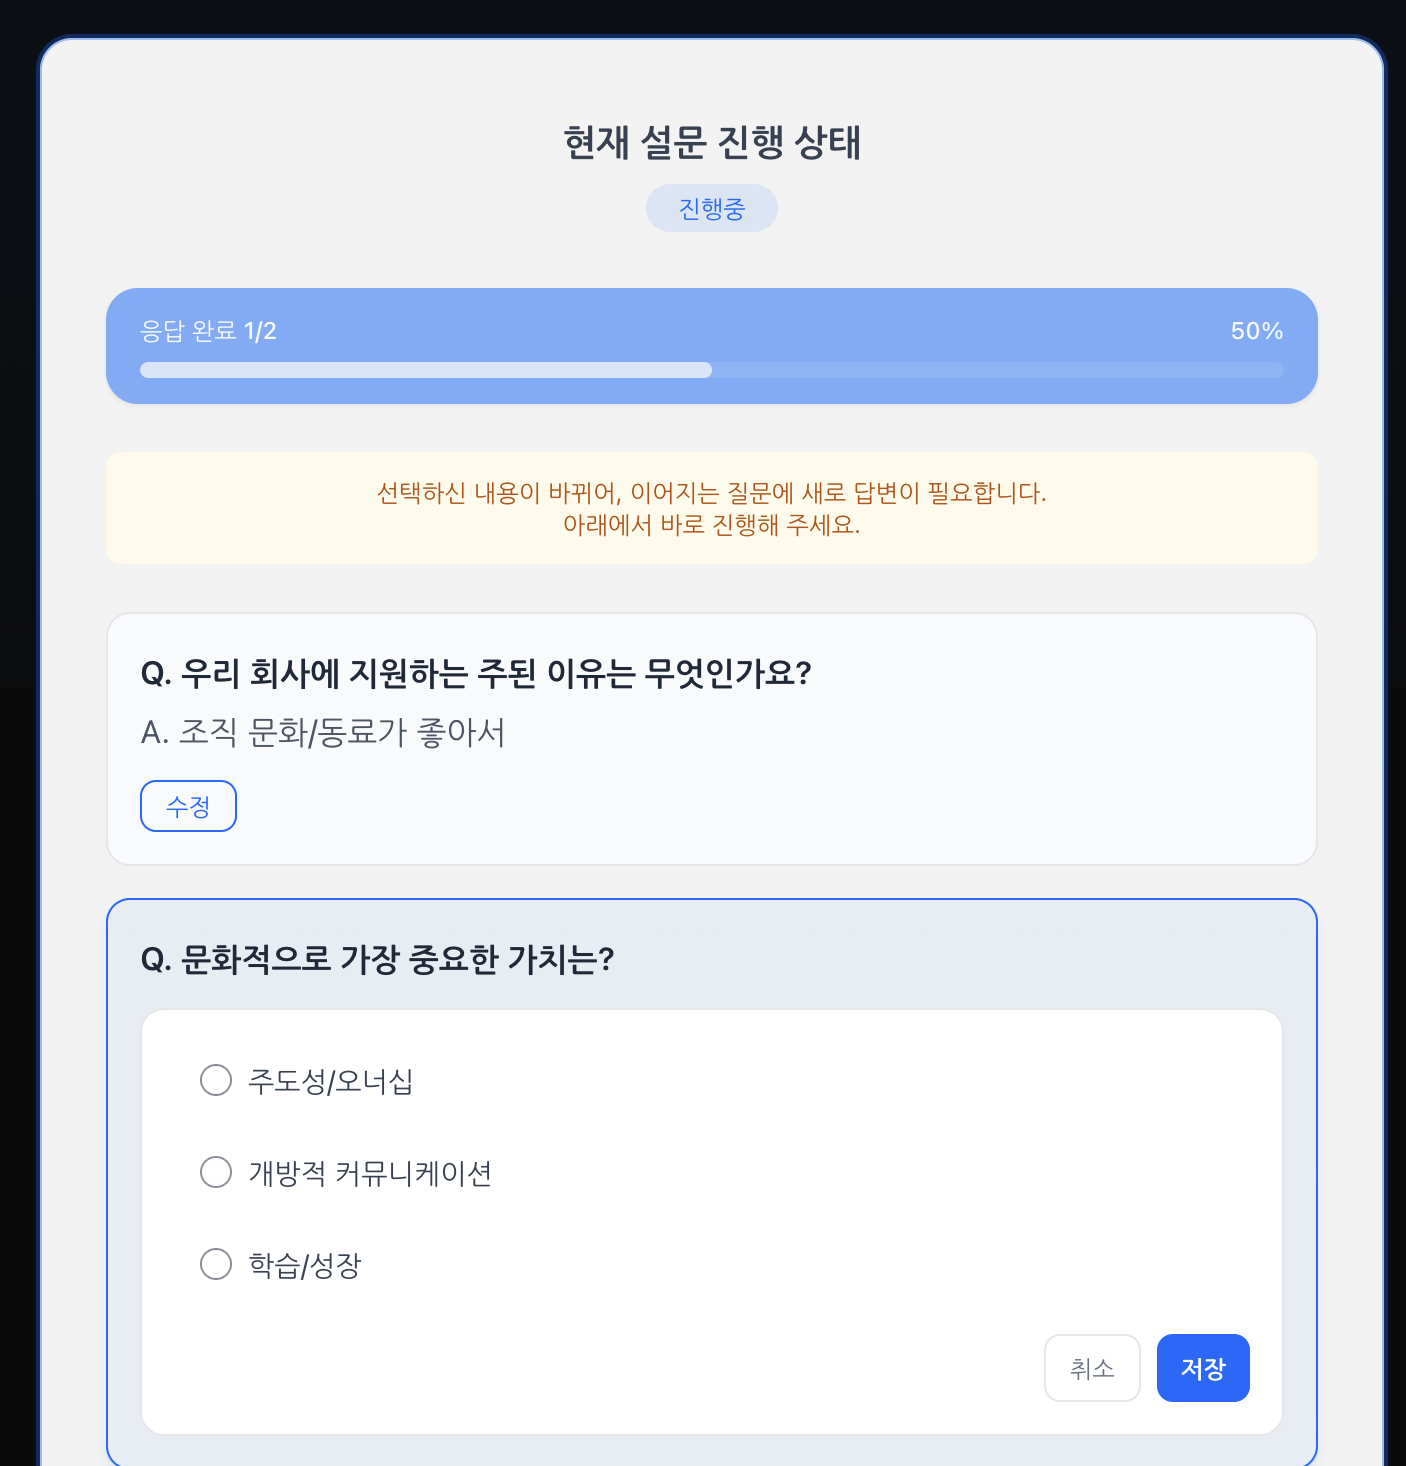 현재 설문 진행 상태
진행중
응답 완료 1/2
50%
선택하신 내용이 바뀌어, 이어지는 질문에 새로 답변이 필요합니다.
아래에서 바로 진행해 주세요.
Q. 우리 회사에 지원하는 주된 이유는 무엇인가요?
A. 조직 문화/동료가 좋아서
수정
Q. 문화적으로 가장 중요한 가치는?
주도성/오너십
개방적 커뮤니케이션
학습/성장
취소
저장